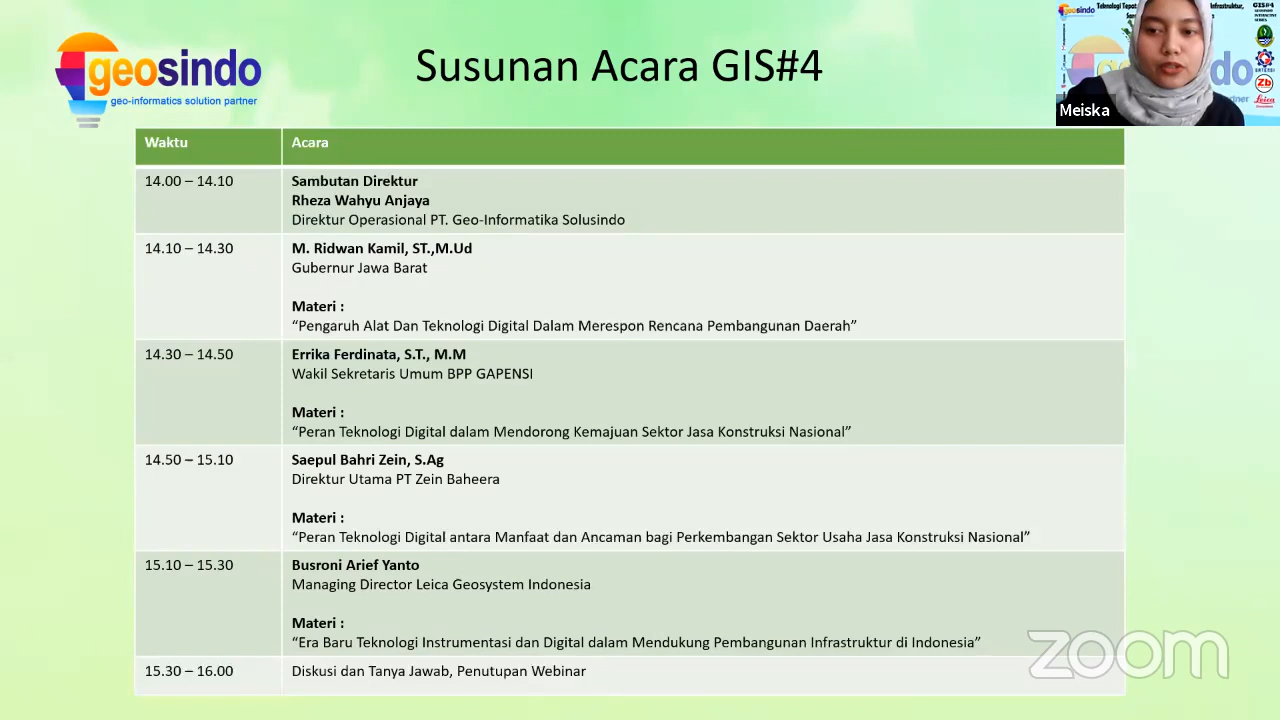 geosindo
geo-informatics solution partner
Susunan Acara GIS#4
Meiska
Waktu
Acara
14.00 – 14.10
Sambutan Direktur
Rheza Wahyu Anjaya
Direktur Operasional PT. Geo-Informatika Solusindo
14.10 – 14.30
M. Ridwan Kamil, ST.,M.Ud
Gubernur Jawa Barat
Materi :
“Pengaruh Alat Dan Teknologi Digital Dalam Merespon Rencana Pembangunan Daerah”
14.30 – 14.50
Errika Ferdinata, S.T., M.M
Wakil Sekretaris Umum BPP GAPENSI
Materi :
“Peran Teknologi Digital dalam Mendorong Kemajuan Sektor Jasa Konstruksi Nasional”
14.50 – 15.10
Saepul Bahri Zein, S.Ag
Direktur Utama PT Zein Baheera
Materi :
“Peran Teknologi Digital antara Manfaat dan Ancaman bagi Perkembangan Sektor Usaha Jasa Konstruksi Nasional”
15.10 – 15.30
Busroni Arief Yanto
Managing Director Leica Geosystem Indonesia
Materi :
“Era Baru Teknologi Instrumentasi dan Digital dalam Mendukung Pembangunan Infrastruktur di Indonesia”
15.30 – 16.00
Diskusi dan Tanya Jawab, Penutupan Webinar
zoom